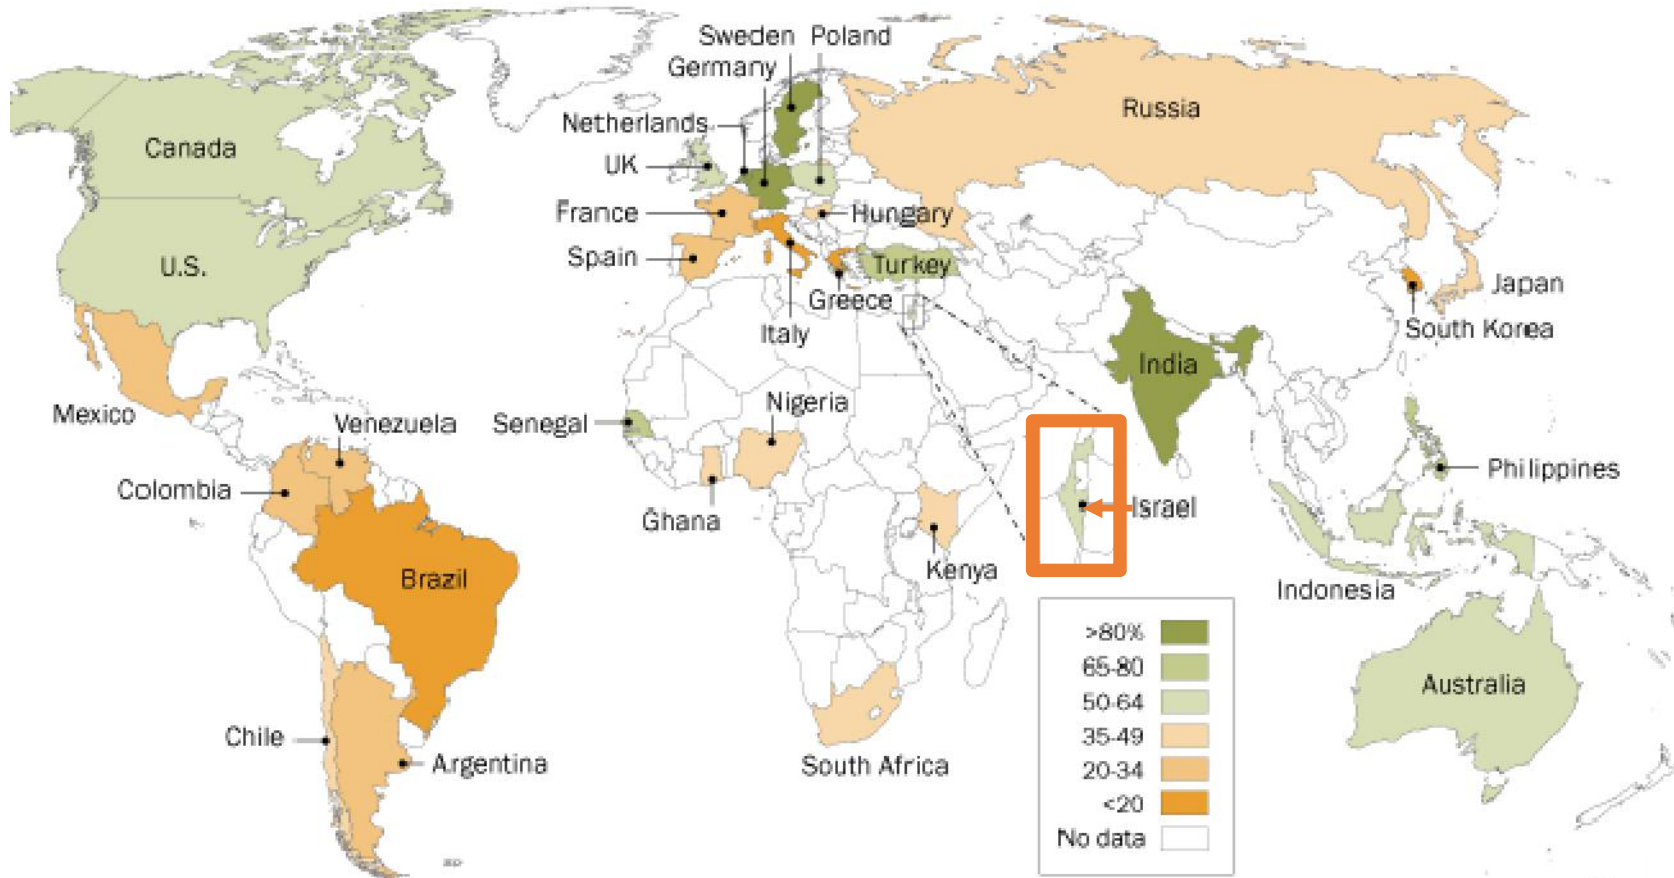 Sweden
Poland
Germany
Netherlands
UK
France
Spain
Italy
Greece
Hungary
Turkey
Russia
Canada
U.S.
Mexico
Venezuela
Colombia
Brazil
Chile
Argentina
Senegal
Nigeria
Ghana
Kenya
South Africa
Israel
India
Japan
South Korea
Philippines
Indonesia
Australia
>80%
65-80
50-64
35-49
20-34
<20
No data